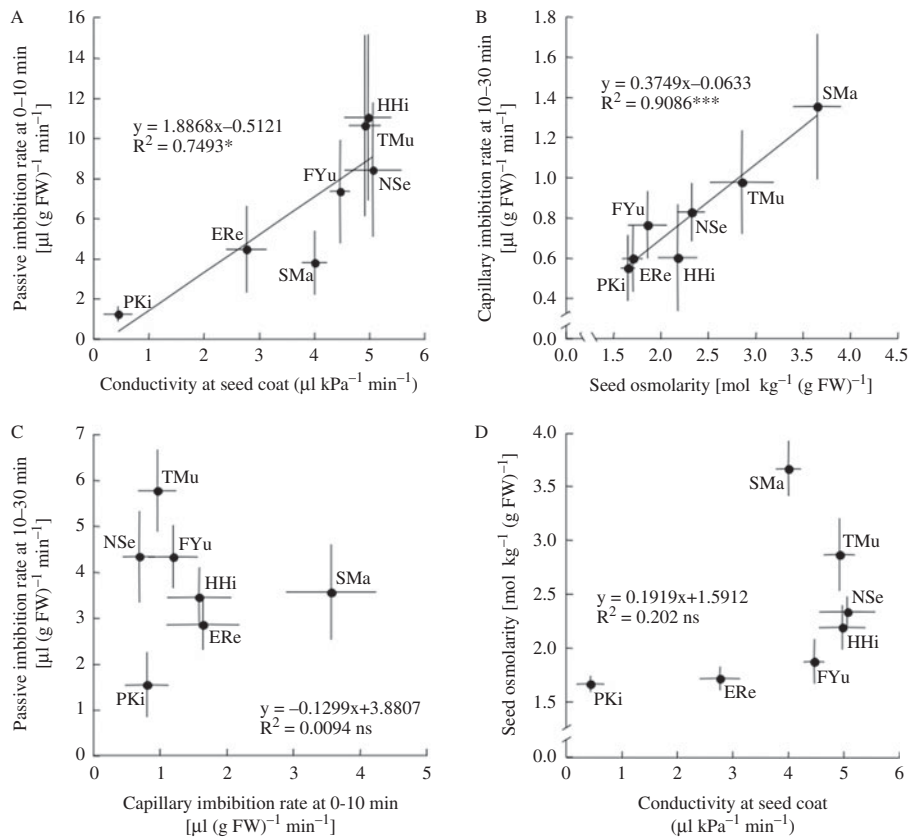 A
Passive imbibition rate at 0–10 min
[µl (g FW)⁻¹ min⁻¹]
16
14
12
10
8
6
4
2
0
y = 1.8868x–0.5121
R² = 0.7493*
HHi
TMu
NSe
FYu
ERe
SMa
PKi
0
1
2
3
4
5
6
Conductivity at seed coat (µl kPa⁻¹ min⁻¹)
B
Capillary imbibition rate at 10–30 min
[µl (g FW)⁻¹ min⁻¹]
1.8
1.6
1.4
1.2
1.0
0.8
0.6
0.4
0.0
y = 0.3749x–0.0633
R² = 0.9086***
SMa
TMu
FYu
NSe
PKi
ERe
HHi
0.0
1.5
2.0
2.5
3.0
3.5
4.0
4.5
Seed osmolarity [mol kg⁻¹ (g FW)⁻¹]
C
Passive imbibition rate at 10–30 min
[µl (g FW)⁻¹ min⁻¹]
7
6
5
4
3
2
1
0
TMu
NSe
FYu
HHi
SMa
ERe
PKi
y = –0.1299x+3.8807
R² = 0.0094 ns
0
1
2
3
4
5
Capillary imbibition rate at 0-10 min
[µl (g FW)⁻¹ min⁻¹]
D
Seed osmolarity [mol kg⁻¹ (g FW)⁻¹]
4.0
3.5
3.0
2.5
2.0
1.5
0.0
SMa
TMu
y = 0.1919x+1.5912
R² = 0.202 ns
NSe
HHi
FYu
PKi
ERe
0
1
2
3
4
5
6
Conductivity at seed coat
(µl kPa⁻¹ min⁻¹)